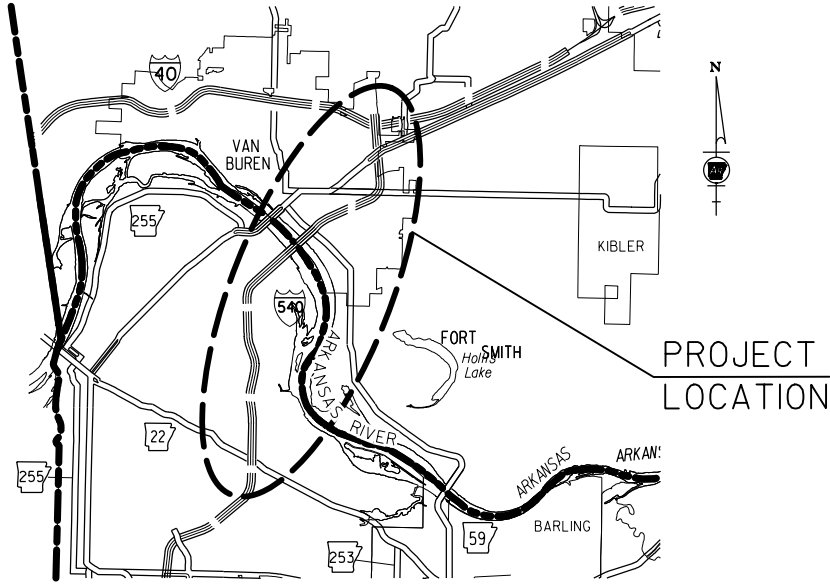 40
N
VAN
BUREN
255
KIBLER
540
FORT
SMITH
Hollis
Lake
PROJECT
LOCATION
ARKANSAS
RIVER
22
255
ARKANSAS
ARKANS
BARLING
59
253